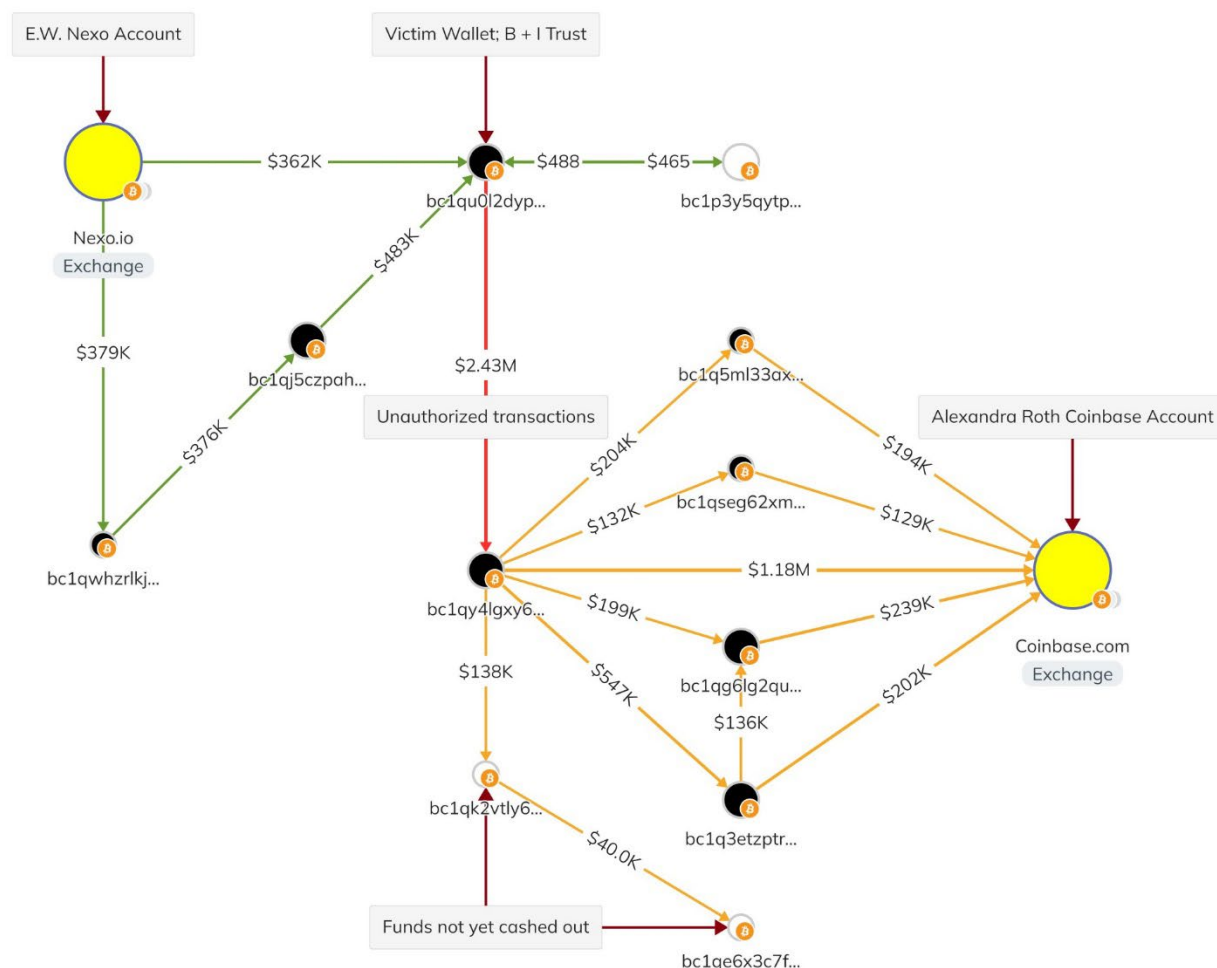 E.W. Nexo Account
Victim Wallet; B + I Trust
$362K
$488
$465
bc1qu0l2dyp...
bc1p3y5qytp...
Nexo.io
Exchange
$483K
$379K
bc1qj5czpah...
$2.43M
bc1q5ml33ax...
Unauthorized transactions
Alexandra Roth Coinbase Account
$376K
$204K
$194K
bc1qseg62xm...
$132K
$129K
bc1qwhzrlkj...
$1.18M
bc1qy4lgxy6...
$199K
$239K
Coinbase.com
Exchange
$138K
$547K
bc1qg6lg2qu...
$202K
$136K
bc1qk2vtly6...
bc1q3etzptr...
$40.0K
Funds not yet cashed out
bc1qe6x3c7f...